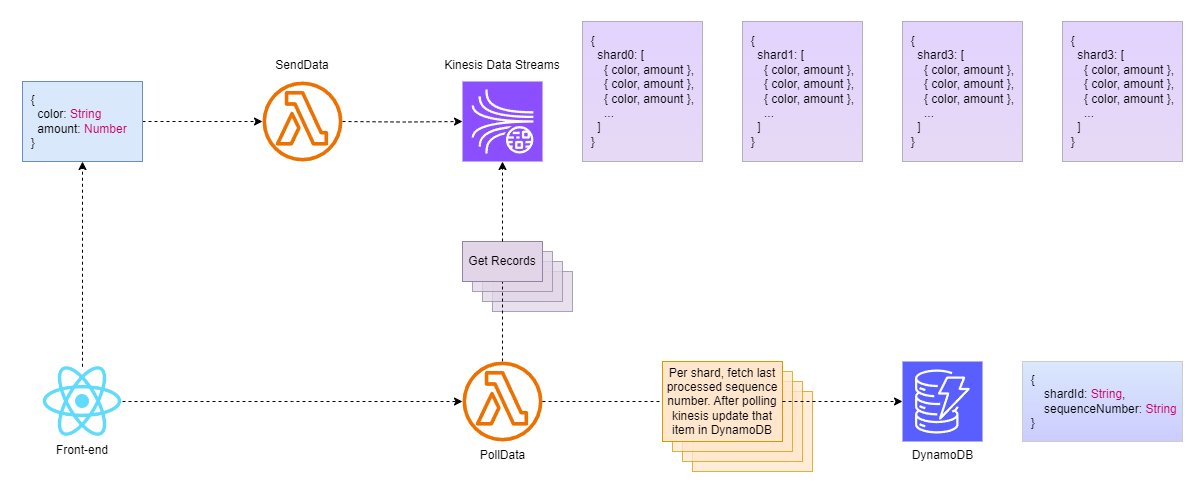 SendData
Kinesis Data Streams
{
color: String
amount: Number
}
{
shard0: [
{ color, amount },
{ color, amount },
{ color, amount },
...
]
}
{
shard1: [
{ color, amount },
{ color, amount },
{ color, amount },
...
]
}
{
shard3: [
{ color, amount },
{ color, amount },
{ color, amount },
...
]
}
{
shard3: [
{ color, amount },
{ color, amount },
{ color, amount },
...
]
}
Get Records
Front-end
PollData
Per shard, fetch last
processed sequence
number. After polling
kinesis update that
item in DynamoDB
DynamoDB
{
shardId: String,
sequenceNumber: String
}